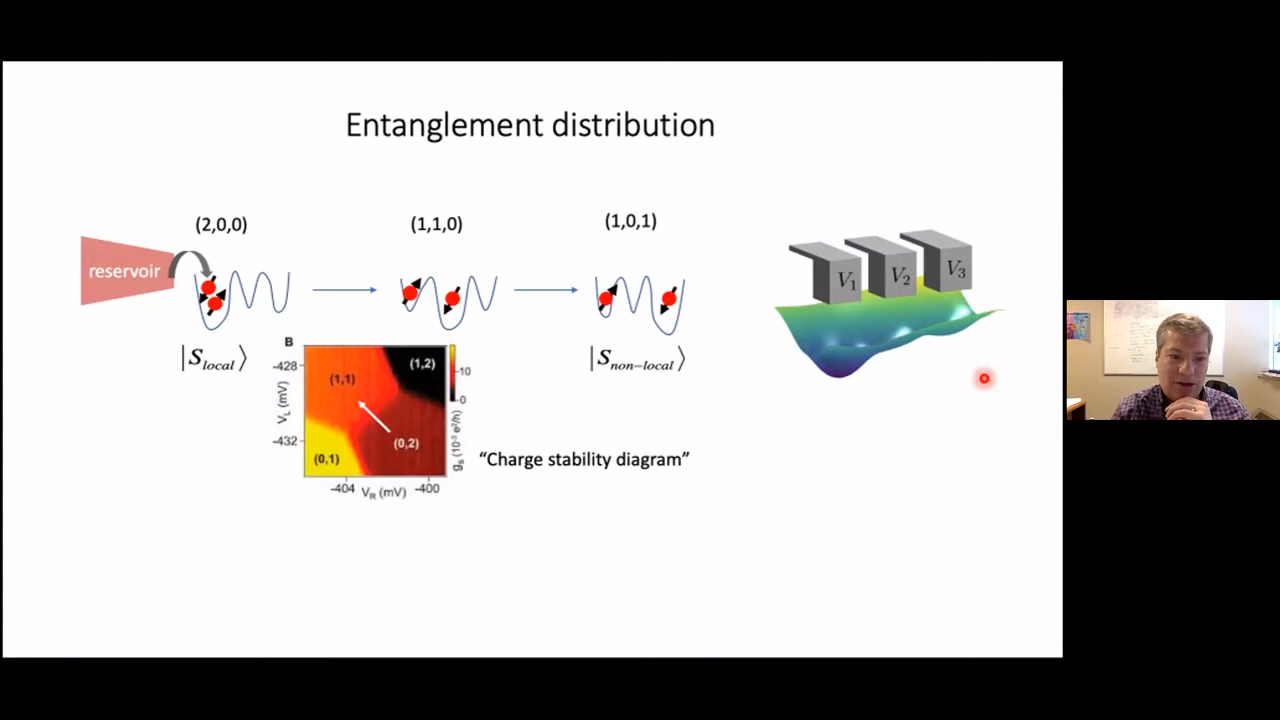 Entanglement distribution
(2,0,0)
(1,1,0)
(1,0,1)
reservoir
|S_local⟩
|S_non-local⟩
V₁
V₂
V₃
B
-428
-432
V_L (mV)
(1,1)
(1,2)
(0,2)
(0,1)
10
0
g_s (10⁻³ e²/h)
-404
V_R (mV)
-400
“Charge stability diagram”